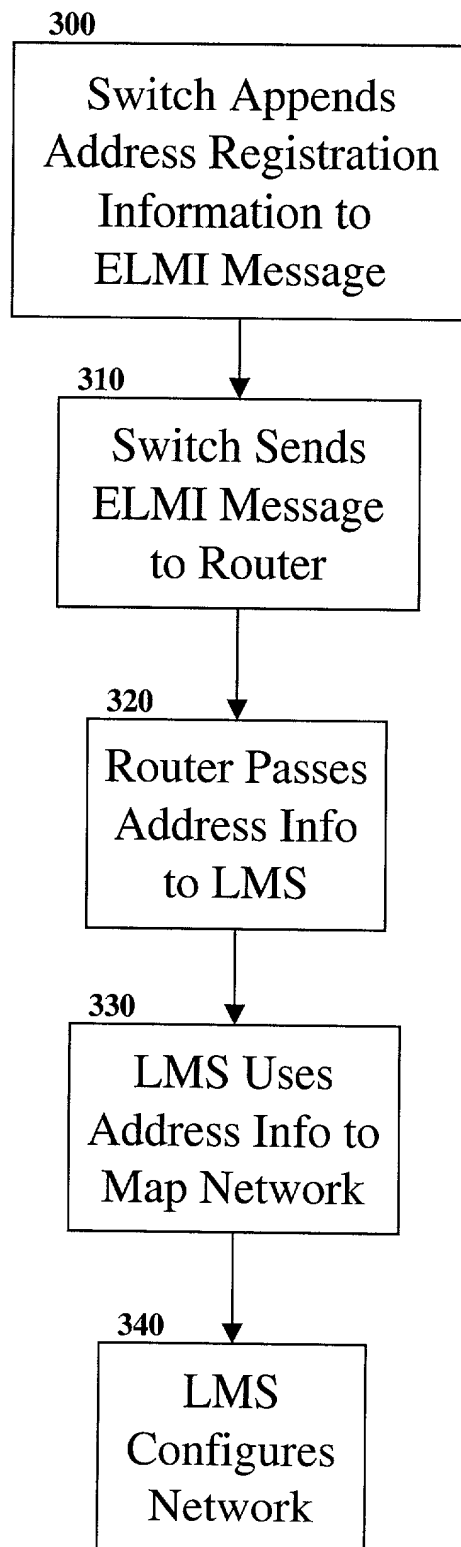 300
Switch Appends
Address Registration
Information to
ELMI Message
310
Switch Sends
ELMI Message
to Router
320
Router Passes
Address Info
to LMS
330
LMS Uses
Address Info to
Map Network
340
LMS
Configures
Network